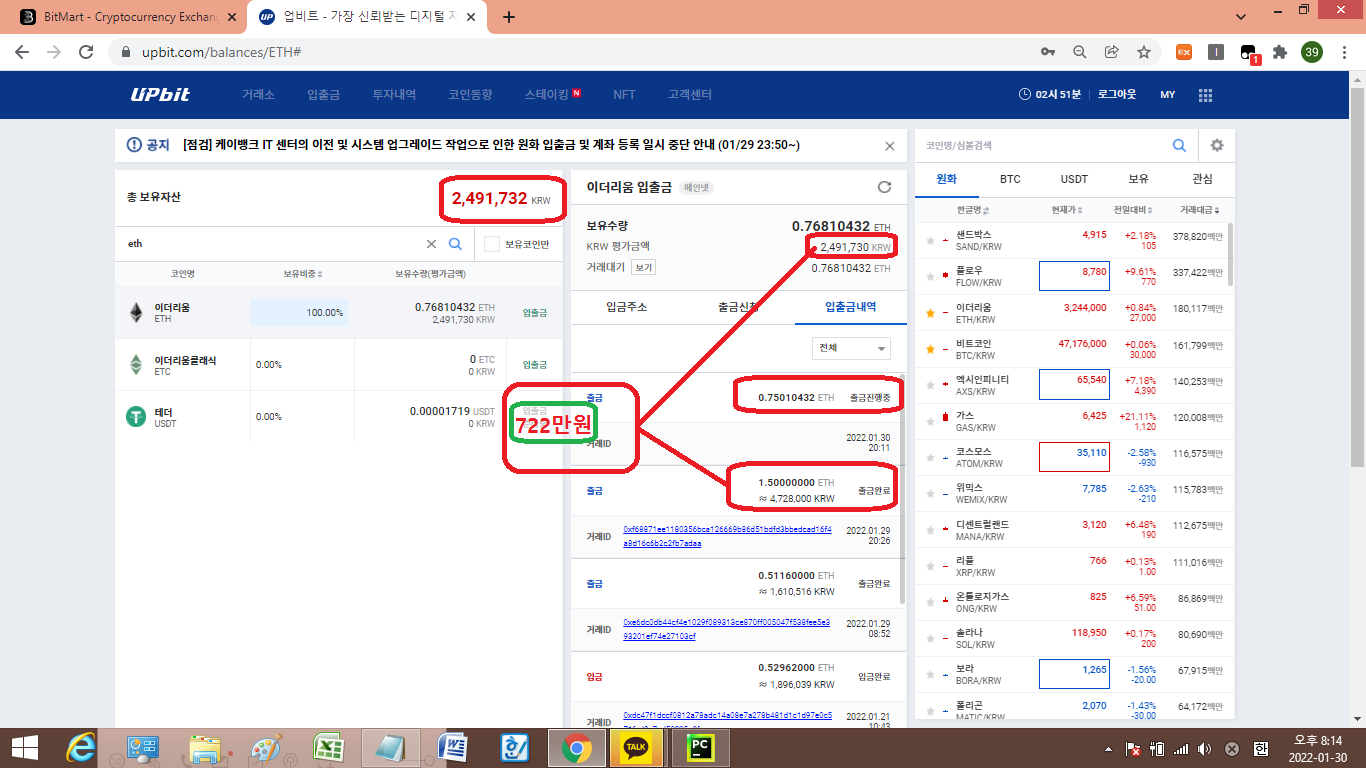 BitMart - Cryptocurrency Exchan
업비트 - 가장 신뢰받는 디지털 자
upbit.com/balances/ETH#
1
39
UPbit
거래소
입출금
투자내역
코인동향
스테이킹 N
NFT
고객센터
02시 51분
로그아웃
MY
공지 [점검] 케이뱅크 IT 센터의 이전 및 시스템 업그레이드 작업으로 인한 원화 입출금 및 계좌 등록 일시 중단 안내 (01/29 23:50~)
총 보유자산
2,491,732 KRW
eth
보유코인만
코인명 보유비중 보유수량(평가금액)
이더리움 100.00% 0.76810432 ETH 입출금
ETH 2,491,730 KRW
이더리움클래식 0.00% 0 ETC 입출금
ETC 0 KRW
테더 0.00% 0.00001719 USDT 입출금
USDT 0 KRW
722만원
이더리움 입출금 메인넷
보유수량 0.76810432 ETH
KRW 평가금액 2,491,730 KRW
거래대기 보기 0.76810432 ETH
입금주소 출금신청 입출금내역
전체
출금 0.75010432 ETH 출금진행중
거래ID 2022.01.30
20:11
출금 1.50000000 ETH 출금완료
≈ 4,728,000 KRW
거래ID 0xf68871ee1180356bca126669b86d51bdfd3bbedcad16f4 2022.01.29
a8d16c6b2c2fb7adaa 20:26
출금 0.51160000 ETH 출금완료
≈ 1,610,516 KRW
거래ID 0xe6dc0db44cf4e1029f089313ce870ff005047f538fee5e3 2022.01.29
93201ef74e27103cf 08:52
입금 0.52962000 ETH 입금완료
≈ 1,896,039 KRW
거래ID 0xdc47f1dccf0812a78adc14a08e7a278b481d1c1d97e0c5 2022.01.21
10:43
코인명/심볼검색
원화 BTC USDT 보유 관심
한글명 현재가 전일대비 거래대금
샌드박스 4,915 +2.18% 378,820백만
SAND/KRW 105
플로우 8,780 +9.61% 337,422백만
FLOW/KRW 770
이더리움 3,244,000 +0.84% 180,117백만
ETH/KRW 27,000
비트코인 47,176,000 +0.06% 161,799백만
BTC/KRW 30,000
엑시인피니티 65,540 +7.18% 140,253백만
AXS/KRW 4,390
가스 6,425 +21.11% 120,008백만
GAS/KRW 1,120
코스모스 35,110 -2.58% 116,575백만
ATOM/KRW -930
위믹스 7,785 -2.63% 115,783백만
WEMIX/KRW -210
디센트럴랜드 3,120 +6.48% 112,675백만
MANA/KRW 190
리플 766 +0.13% 111,016백만
XRP/KRW 1.00
온톨로지가스 825 +6.59% 86,869백만
ONG/KRW 51.00
솔라나 118,950 +0.17% 80,690백만
SOL/KRW 200
보라 1,265 -1.56% 67,915백만
BORA/KRW -20.00
폴리곤 2,070 -1.43% 64,172백만
MATIC/KRW -30.00
TALK
PC
한
오후 8:14
2022-01-30